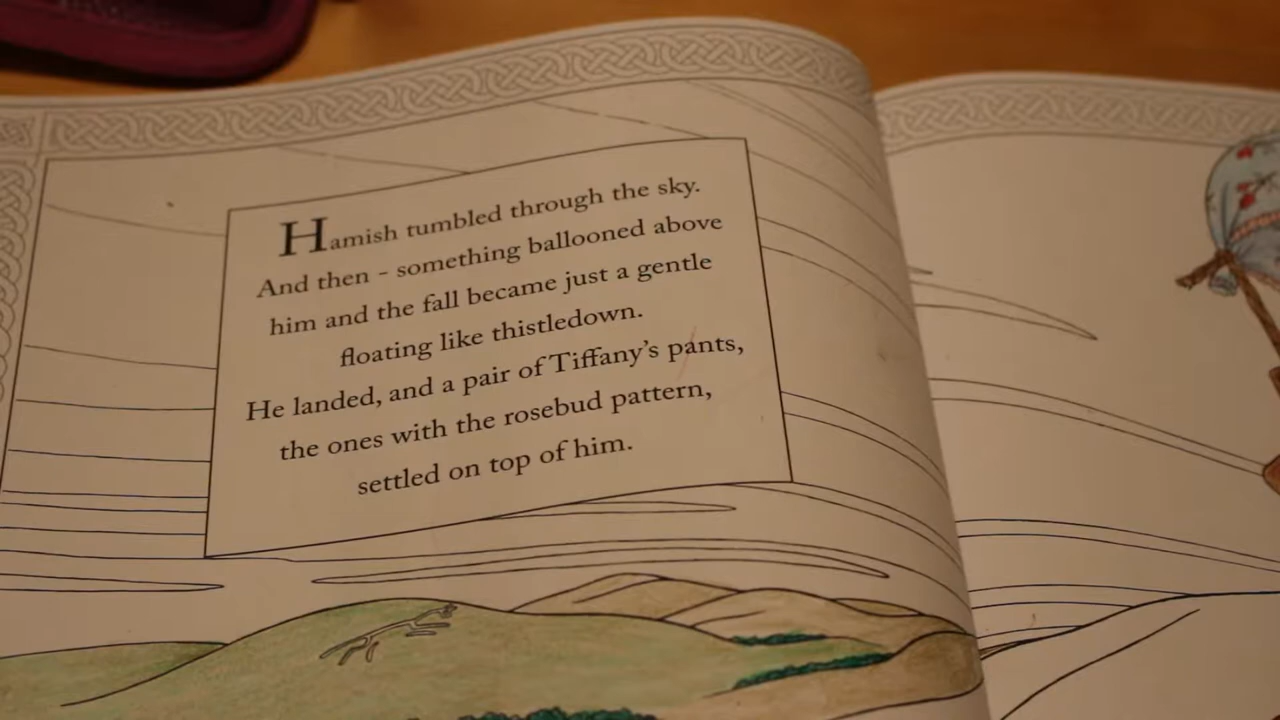 Hamish tumbled through the sky.
And then - something ballooned above
him and the fall became just a gentle
floating like thistledown.
He landed, and a pair of Tiffany's pants,
the ones with the rosebud pattern,
settled on top of him.